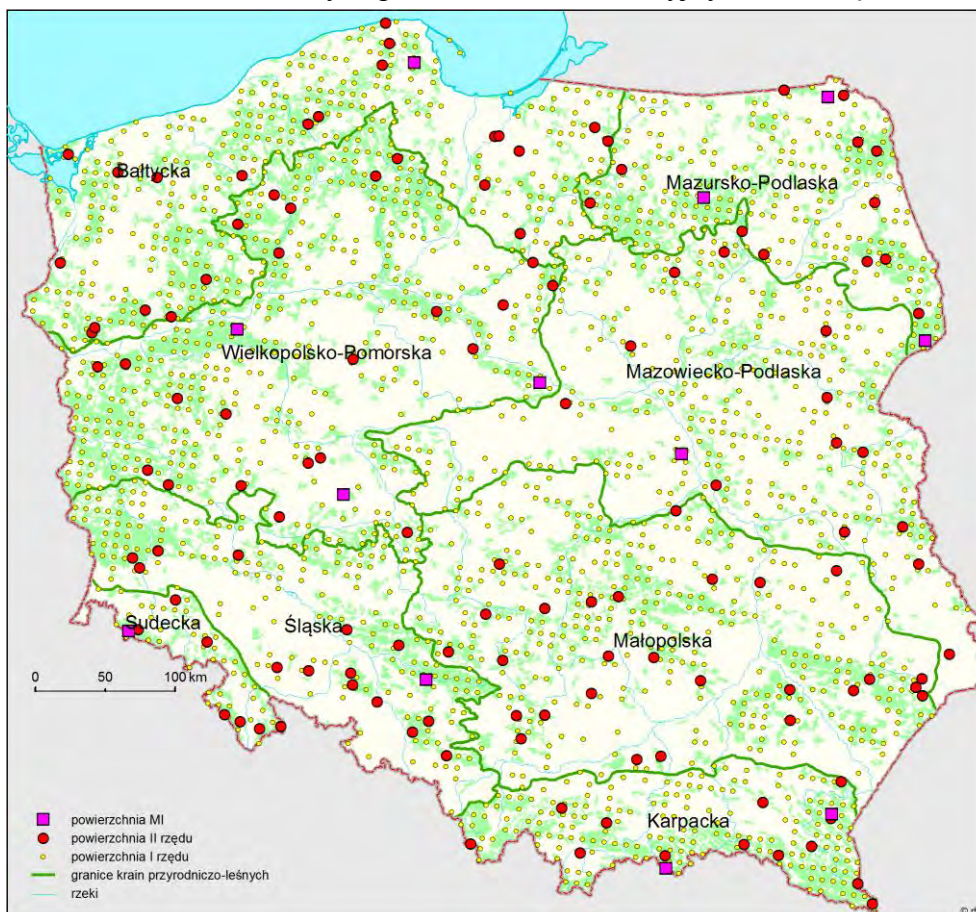 Bałtycka
Mazursko-Podlaska
Wielkopolsko-Pomorska
Mazowiecko-Podlaska
Sudecka
Śląska
Małopolska
0 50 100 km
Karpacka
powierzchnia MI
powierzchnia II rzędu
powierzchnia I rzędu
granice krain przyrodniczo-leśnych
rzeki